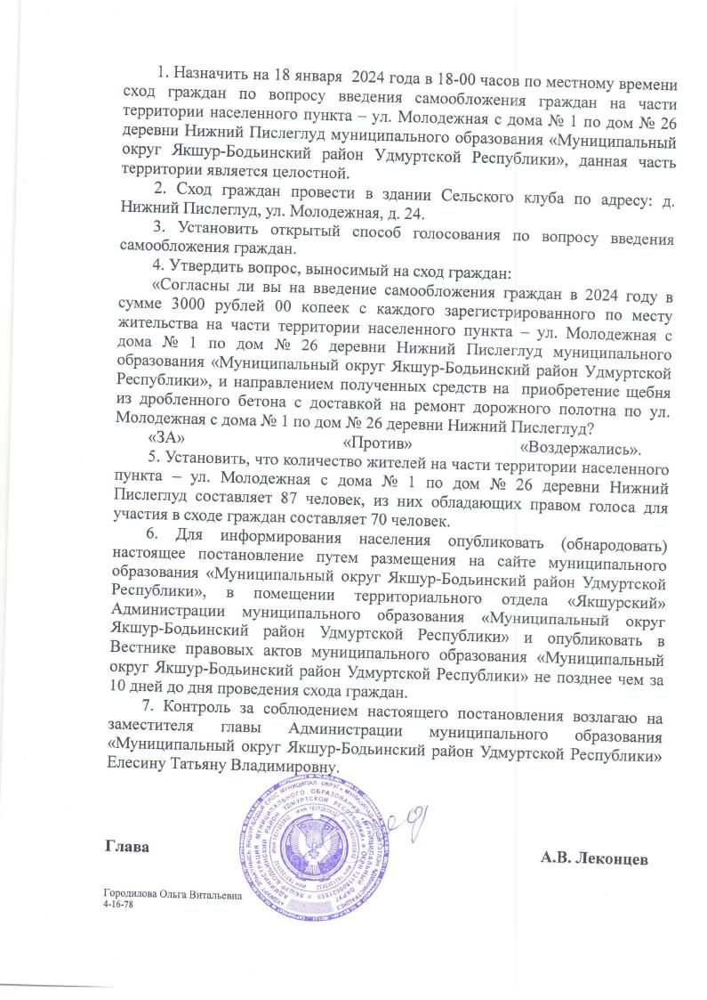 1. Назначить на 18 января 2024 года в 18-00 часов по местному времени
сход граждан по вопросу введения самообложения граждан на части
территории населенного пункта – ул. Молодежная с дома № 1 по дом № 26
деревни Нижний Пислеглуд муниципального образования «Муниципальный
округ Якшур-Бодьинский район Удмуртской Республики», данная часть
территории является целостной.
2. Сход граждан провести в здании Сельского клуба по адресу: д.
Нижний Пислеглуд, ул. Молодежная, д. 24.
3. Установить открытый способ голосования по вопросу введения
самообложения граждан.
4. Утвердить вопрос, выносимый на сход граждан:
«Согласны ли вы на введение самообложения граждан в 2024 году в
сумме 3000 рублей 00 копеек с каждого зарегистрированного по месту
жительства на части территории населенного пункта – ул. Молодежная с
дома № 1 по дом № 26 деревни Нижний Пислеглуд муниципального
образования «Муниципальный округ Якшур-Бодьинский район Удмуртской
Республики», и направлением полученных средств на приобретение щебня
из дробленного бетона с доставкой на ремонт дорожного полотна по ул.
Молодежная с дома № 1 по дом № 26 деревни Нижний Пислеглуд?
«ЗА» «Против» «Воздержались».
5. Установить, что количество жителей на части территории населенного
пункта – ул. Молодежная с дома № 1 по дом № 26 деревни Нижний
Пислеглуд составляет 87 человек, из них обладающих правом голоса для
участия в сходе граждан составляет 70 человек.
6. Для информирования населения опубликовать (обнародовать)
настоящее постановление путем размещения на сайте муниципального
образования «Муниципальный округ Якшур-Бодьинский район Удмуртской
Республики», в помещении территориального отдела «Якшурский»
Администрации муниципального образования «Муниципальный округ
Якшур-Бодьинский район Удмуртской Республики» и опубликовать в
Вестнике правовых актов муниципального образования «Муниципальный
округ Якшур-Бодьинский район Удмуртской Республики» не позднее чем за
10 дней до дня проведения схода граждан.
7. Контроль за соблюдением настоящего постановления возлагаю на
заместителя главы Администрации муниципального образования
«Муниципальный округ Якшур-Бодьинский район Удмуртской Республики»
Елесину Татьяну Владимировну.
Глава А.В. Леконцев
Городилова Ольга Витальевна
4-16-78